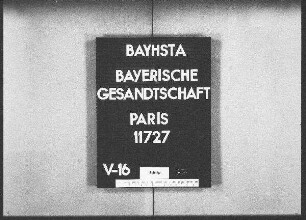 BAYHSTA
BAYERISCHE
GESANDTSCHAFT
PARIS
11727
V-16